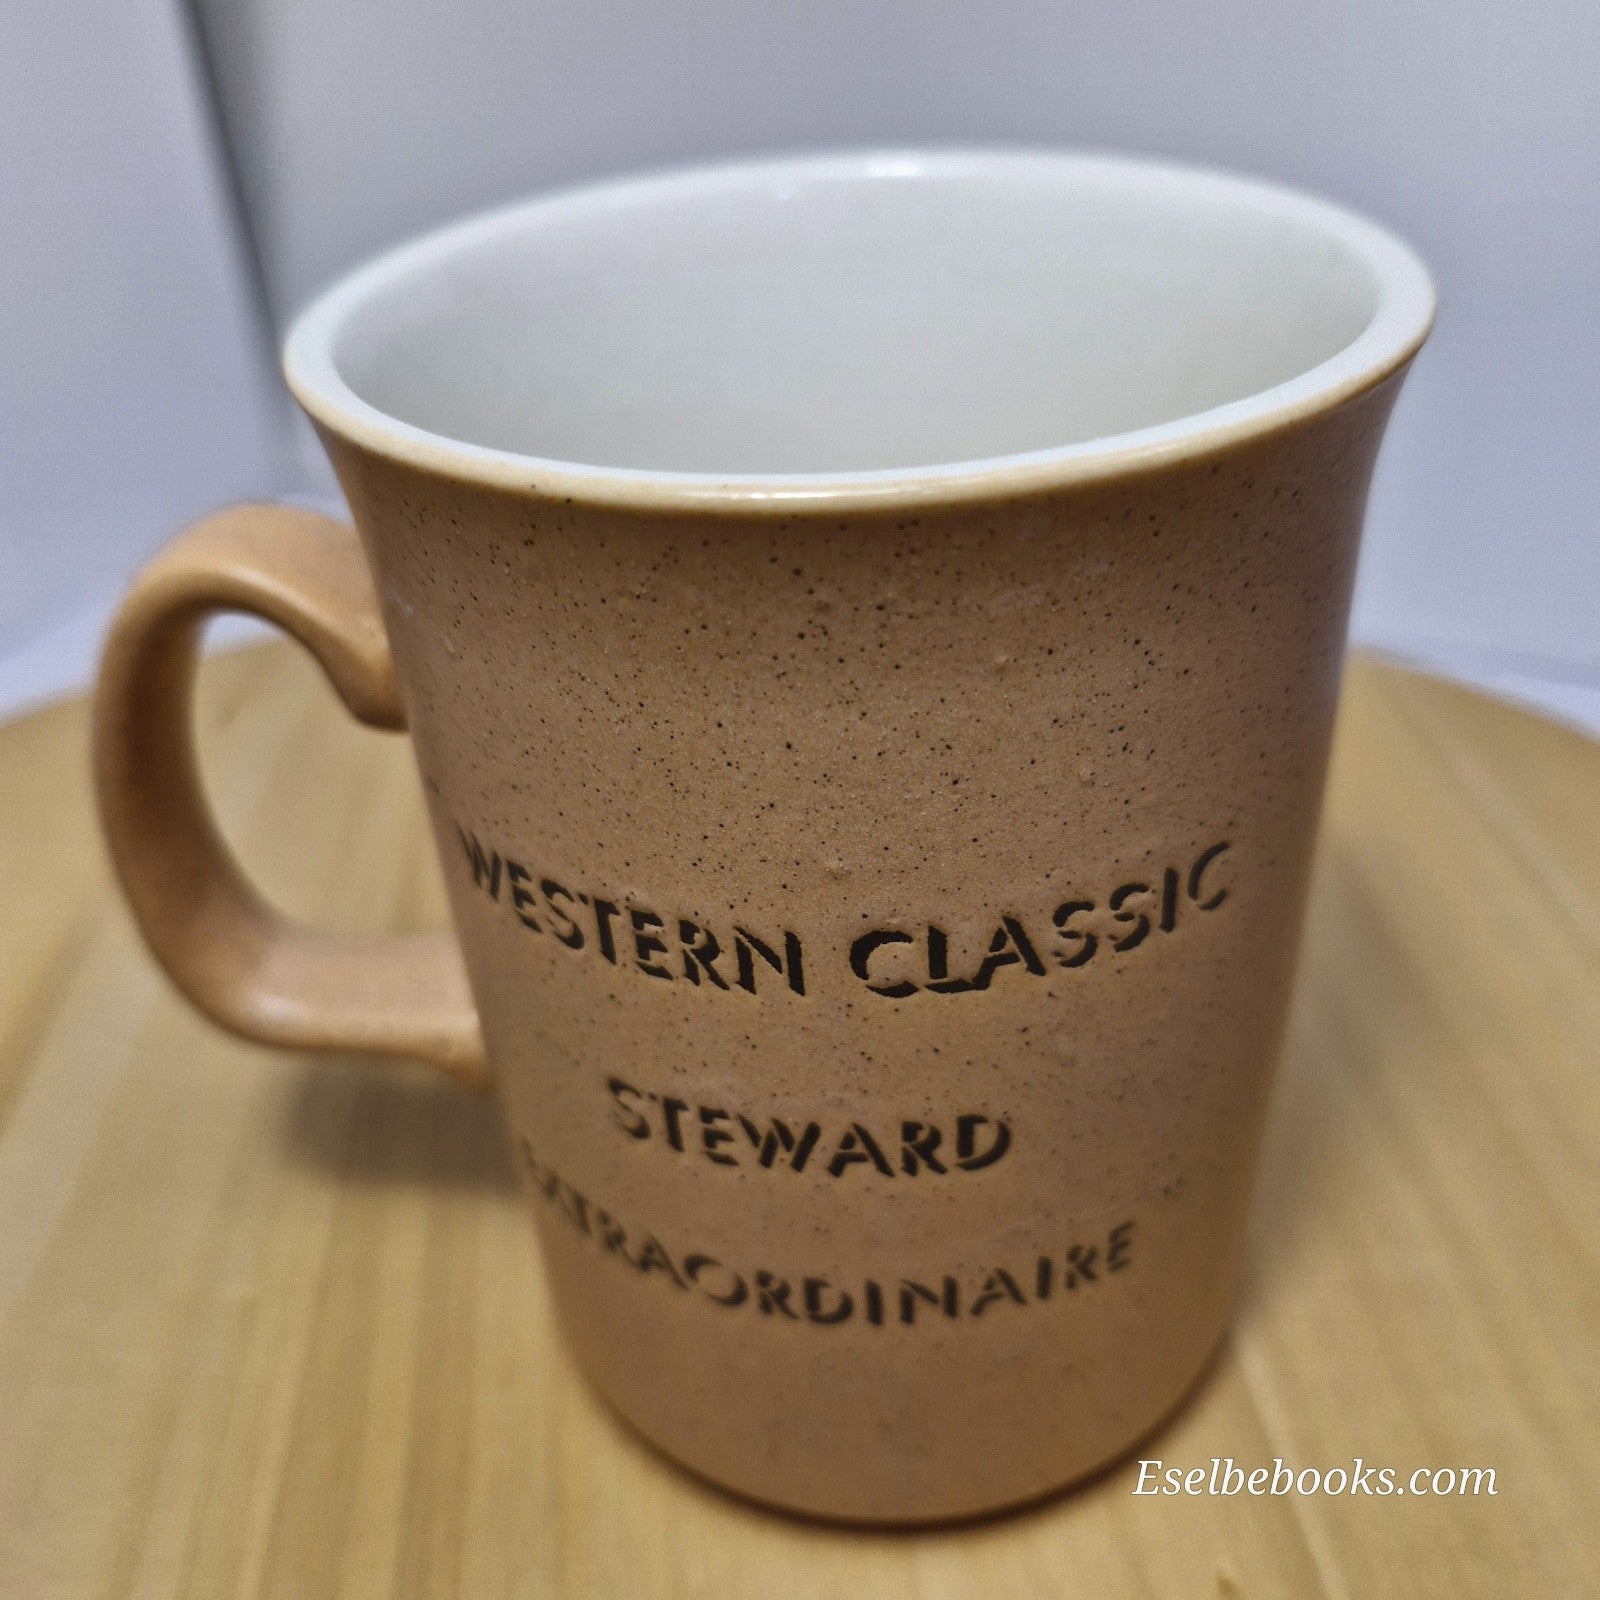 WESTERN CLASSIC
STEWARD
EXTRAORDINAIRE
Eselbebooks.com